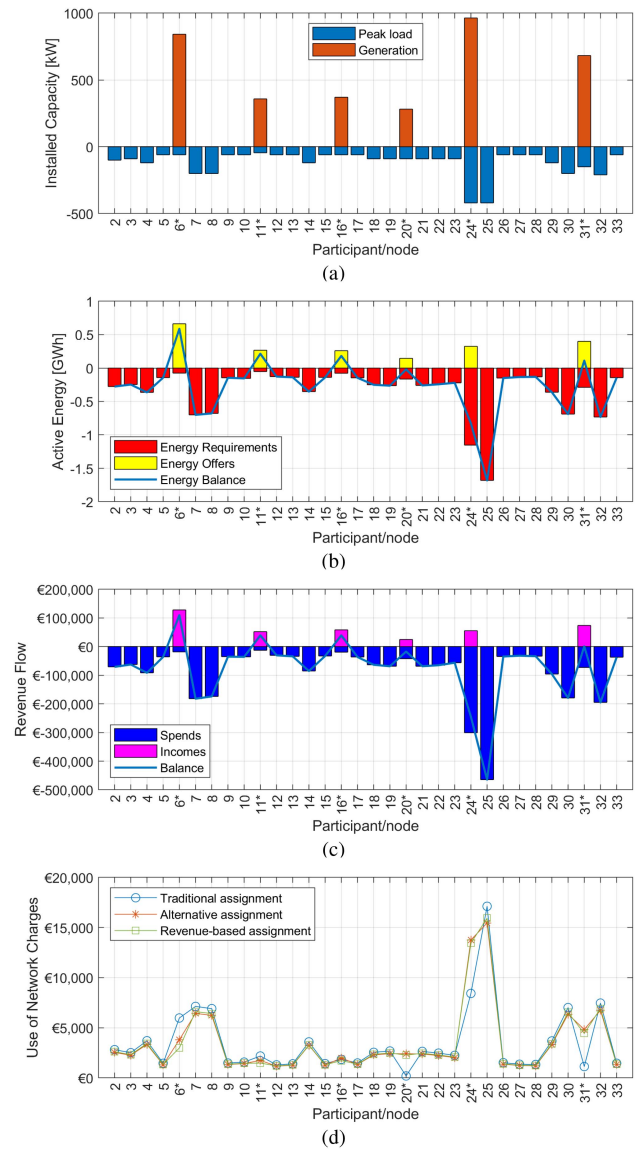 1000
500
0
-500
Installed Capacity [kW]
Peak load
Generation
2 3 4 5 6* 7 8 9 10 11* 12 13 14 15 16* 17 18 19 20* 21 22 23 24* 25 26 27 28 29 30 31* 32 33
Participant/node
(a)
1
0.5
0
-0.5
-1
-1.5
-2
Active Energy [GWh]
Energy Requirements
Energy Offers
Energy Balance
2 3 4 5 6* 7 8 9 10 11* 12 13 14 15 16* 17 18 19 20* 21 22 23 24* 25 26 27 28 29 30 31* 32 33
Participant/node
(b)
€200,000
€100,000
€0
€-100,000
€-200,000
€-300,000
€-400,000
€-500,000
Revenue Flow
Spends
Incomes
Balance
2 3 4 5 6* 7 8 9 10 11* 12 13 14 15 16* 17 18 19 20* 21 22 23 24* 25 26 27 28 29 30 31* 32 33
Participant/node
(c)
€20,000
€15,000
€10,000
€5,000
€0
Use of Network Charges
Traditional assignment
Alternative assignment
Revenue-based assignment
2 3 4 5 6* 7 8 9 10 11* 12 13 14 15 16* 17 18 19 20* 21 22 23 24* 25 26 27 28 29 30 31* 32 33
Participant/node
(d)